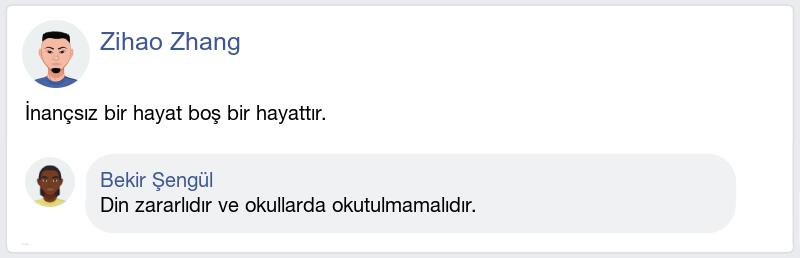 Zihao Zhang
İnançsız bir hayat boş bir hayattır.
Bekir Şengül
Din zararlıdır ve okullarda okutulmamalıdır.